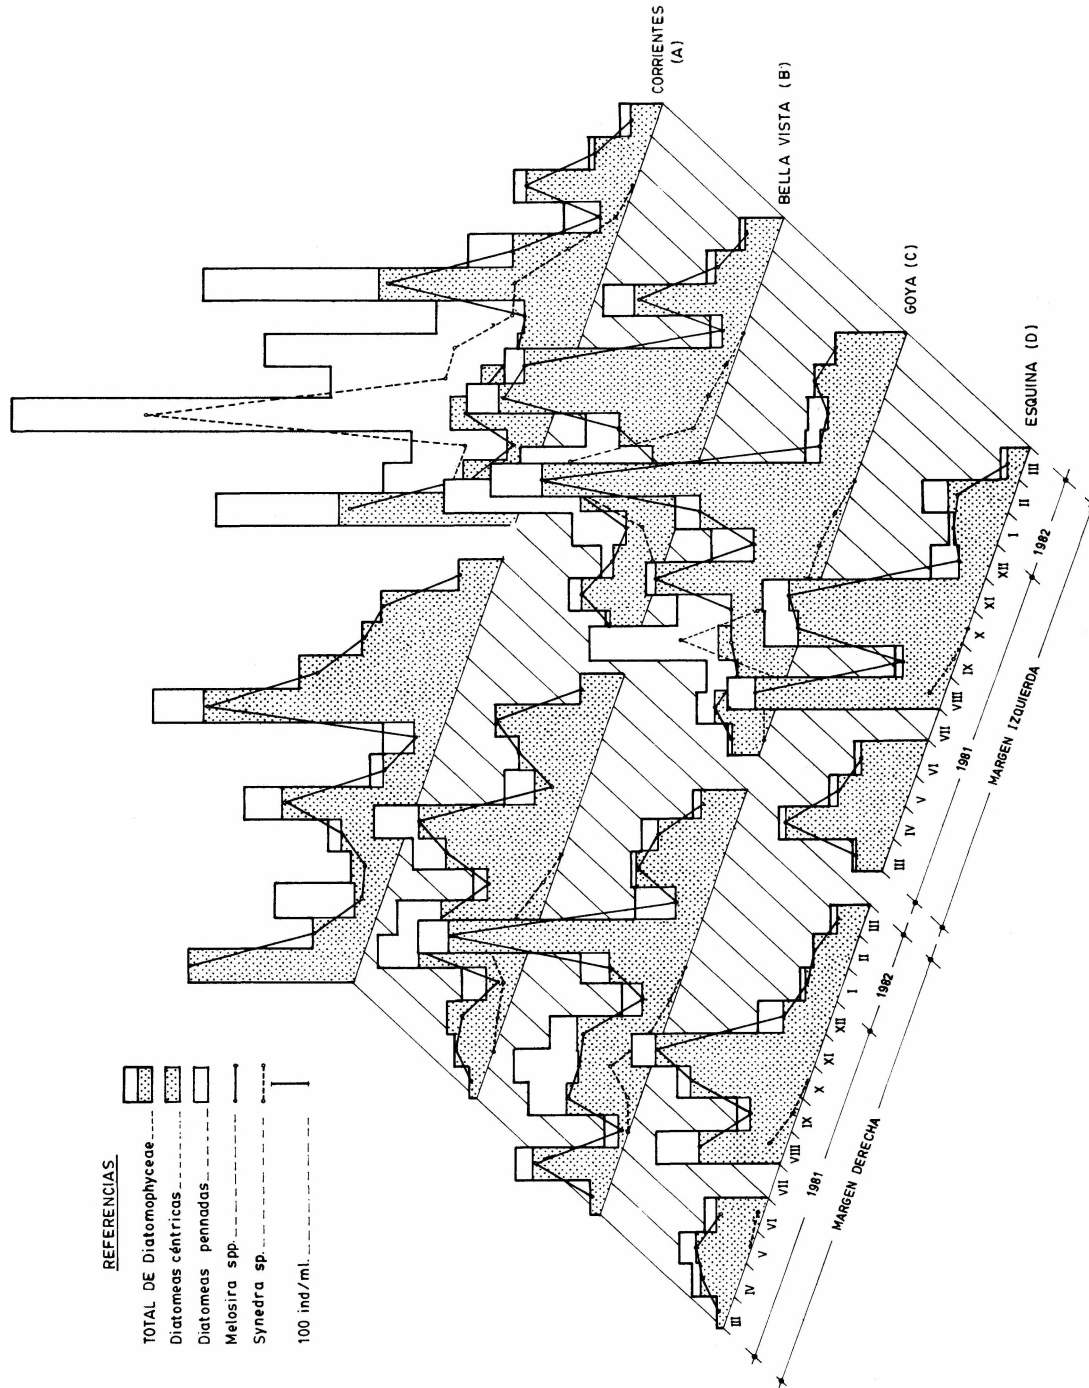 REFERENCIAS
TOTAL DE Diatomophyceae
Diatomeas céntricas
Diatomeas pennadas
Melosira spp.
Synedra sp.
100 ind/ml.
CORRIENTES
(A)
BELLA VISTA (B)
GOYA (C)
ESQUINA (D)
III IV V VI VII VIII IX X XI XII I II III
1981 1982
MARGEN IZQUIERDA
III IV V VI VII VIII IX X XI XII I II III
1981 1982
MARGEN DERECHA